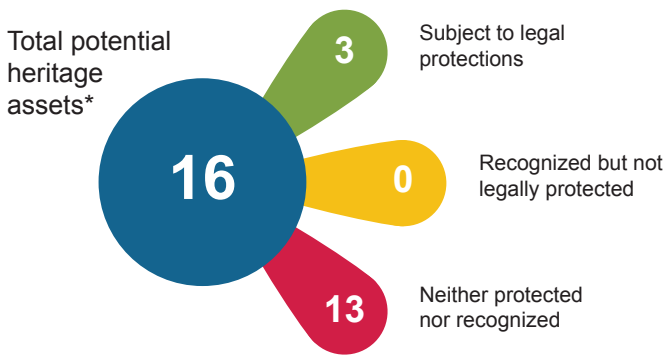 Total potential
heritage
assets*
16
3
Subject to legal
protections
0
Recognized but not
legally protected
13
Neither protected
nor recognized